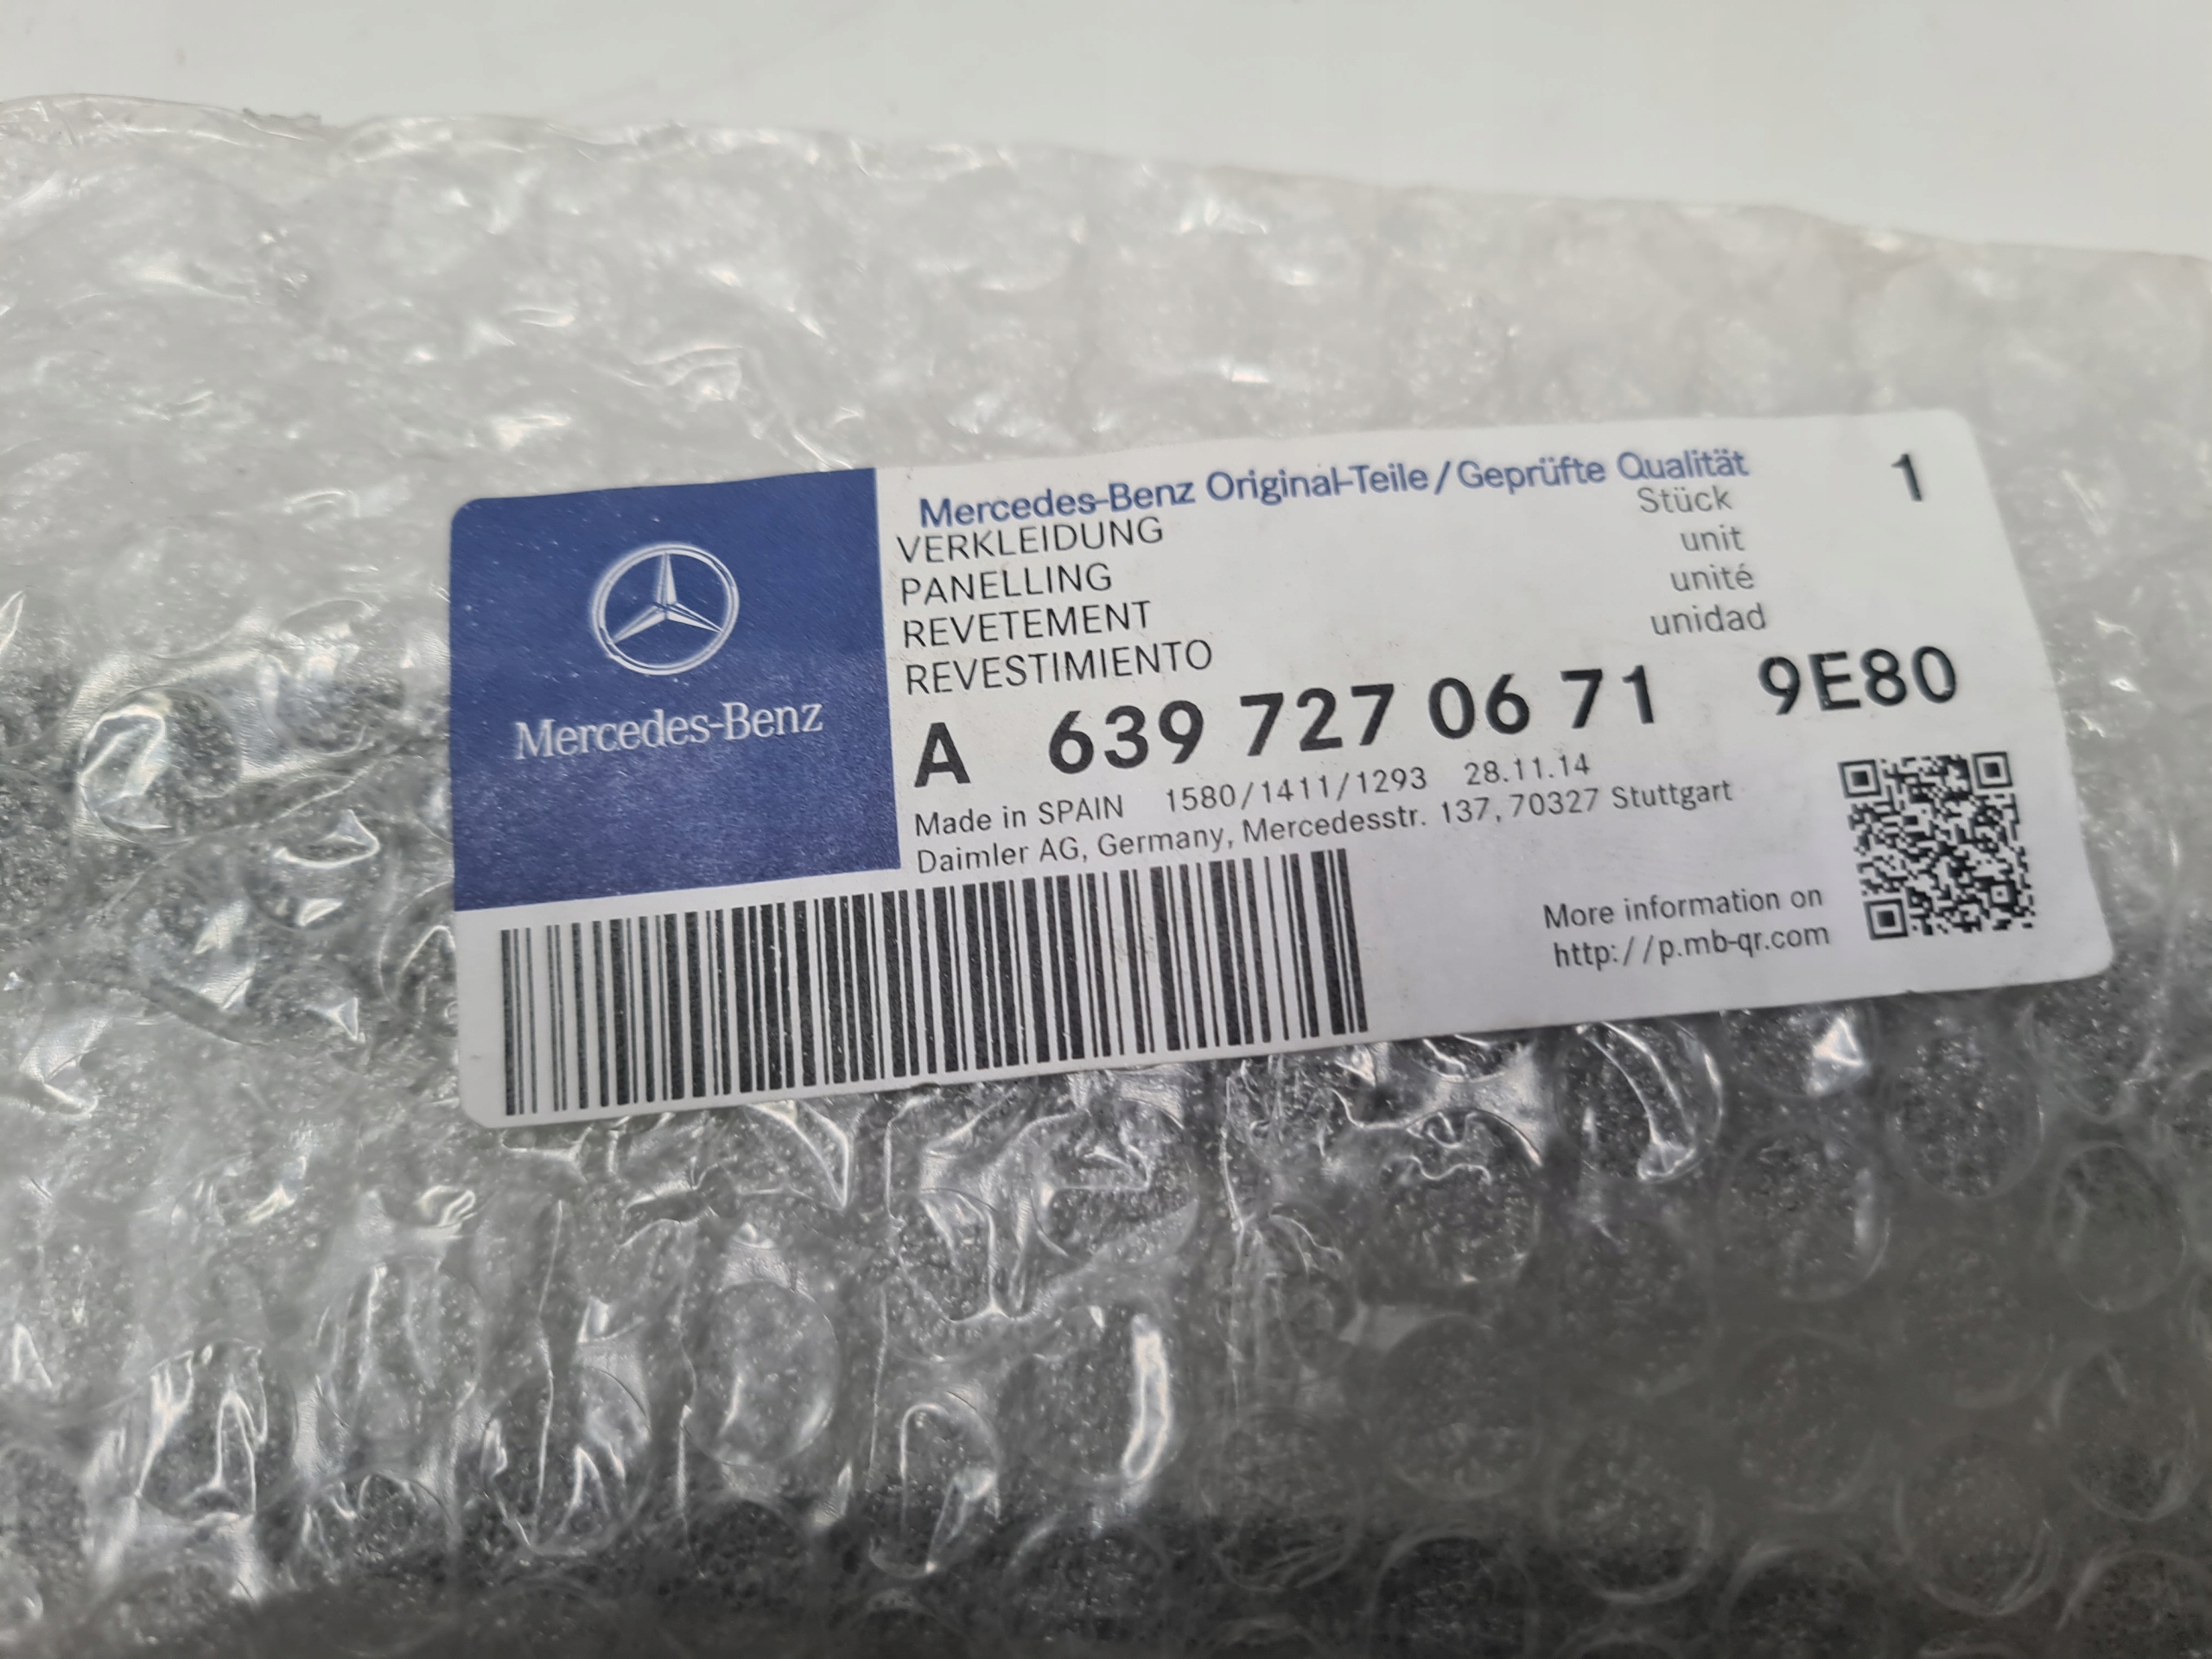 Mercedes-Benz
Mercedes-Benz Original-Teile/Geprüfte Qualität
VERKLEIDUNG
PANELLING
REVETEMENT
REVESTIMIENTO
Stück 1
unit
unité
unidad
A 639 727 06 71 9E80
Made in SPAIN 1580/1411/1293 28.11.14
Daimler AG, Germany, Mercedesstr. 137, 70327 Stuttgart
More information on
http://p.mb-qr.com